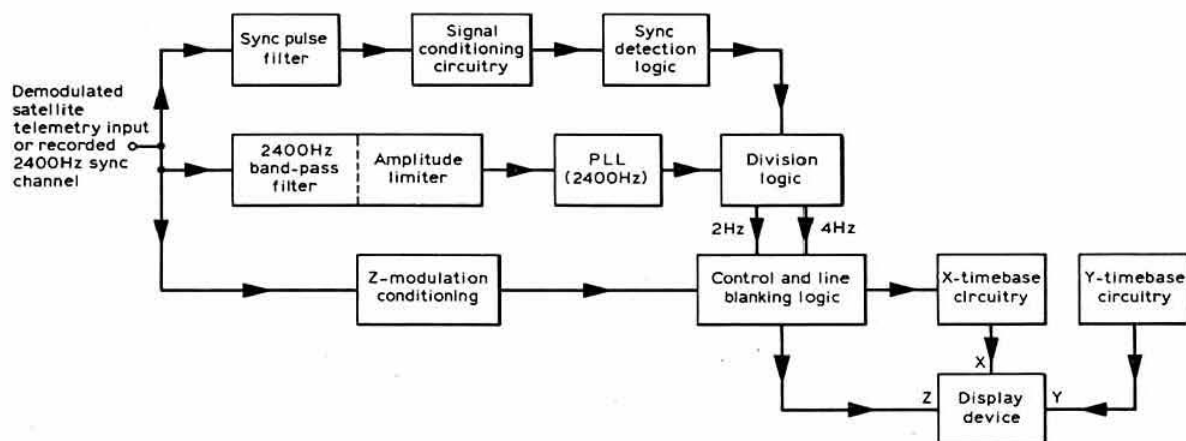 Sync pulse
filter
Signal
conditioning
circuitry
Sync
detection
logic
Demodulated
satellite
telemetry input
or recorded
2400Hz sync
channel
2400Hz
band-pass
filter
Amplitude
limiter
PLL
(2400Hz)
Division
logic
2Hz
4Hz
Z-modulation
conditioning
Control and line
blanking logic
X-timebase
circuitry
Y-timebase
circuitry
X
Z
Display
device
Y